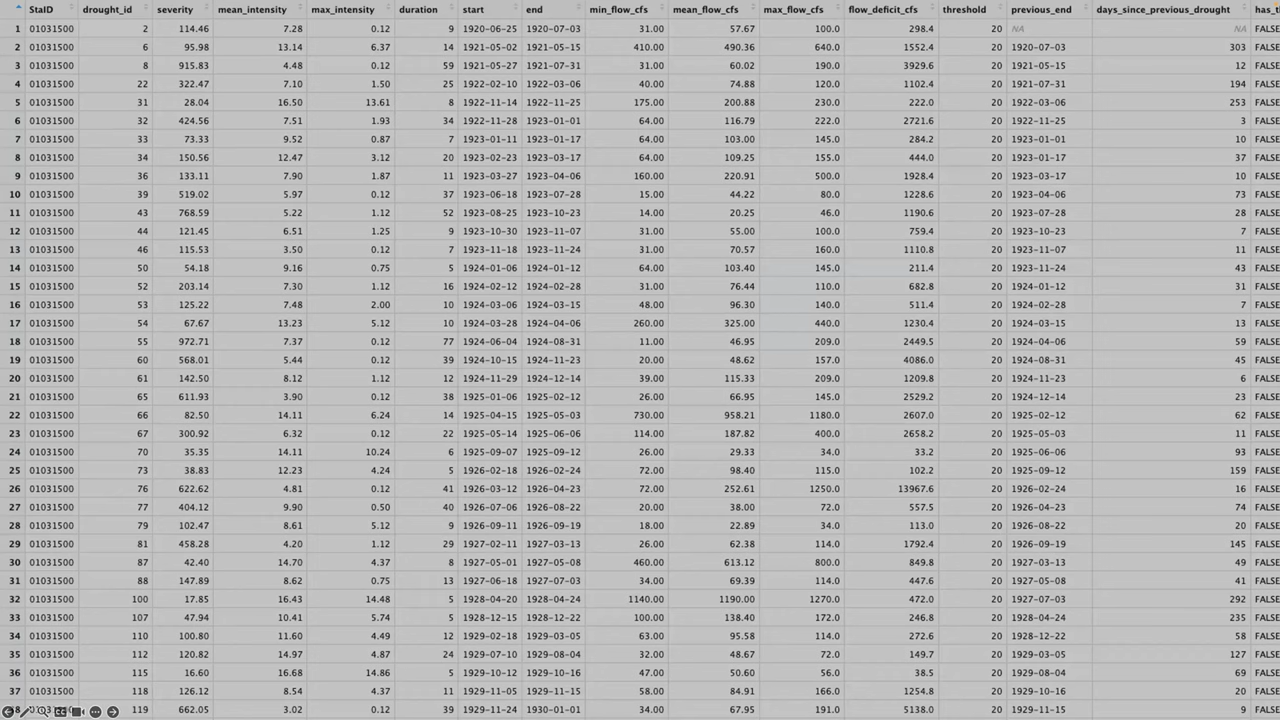 StaID drought_id severity mean_intensity max_intensity duration start end min_flow_cfs mean_flow_cfs max_flow_cfs flow_deficit_cfs threshold previous_end days_since_previous_drought
1 01031500 2 114.46 7.28 0.12 9 1920-06-25 1920-07-03 31.00 57.67 100.0 298.4 20 NA NA FALSE
2 01031500 6 95.98 13.14 6.37 14 1921-05-02 1921-05-15 410.00 490.36 640.0 1552.4 20 1920-07-03 303 FALSE
3 01031500 8 915.83 4.48 0.12 59 1921-05-27 1921-07-31 31.00 60.02 190.0 3929.6 20 1921-05-15 12 FALSE
4 01031500 22 322.47 7.10 1.50 25 1922-02-10 1922-03-06 40.00 74.88 120.0 1102.4 20 1921-07-31 194 FALSE
5 01031500 31 28.04 16.50 13.61 8 1922-11-14 1922-11-25 175.00 200.88 230.0 222.0 20 1922-03-06 253 FALSE
6 01031500 32 424.56 7.51 1.93 34 1922-11-28 1923-01-01 64.00 116.79 222.0 2721.6 20 1922-11-25 3 FALSE
7 01031500 33 73.33 9.52 0.87 7 1923-01-11 1923-01-17 64.00 103.00 145.0 284.2 20 1923-01-01 10 FALSE
8 01031500 34 150.56 12.47 3.12 20 1923-02-23 1923-03-17 64.00 109.25 155.0 444.0 20 1923-01-17 37 FALSE
9 01031500 36 133.11 7.90 1.87 11 1923-03-27 1923-04-06 160.00 220.91 500.0 1928.4 20 1923-03-17 10 FALSE
10 01031500 39 519.02 5.97 0.12 37 1923-06-18 1923-07-28 15.00 44.22 80.0 1228.6 20 1923-04-06 73 FALSE
11 01031500 43 768.59 5.22 1.12 52 1923-08-25 1923-10-23 14.00 20.25 46.0 1190.6 20 1923-07-28 28 FALSE
12 01031500 44 121.45 6.51 1.25 9 1923-10-30 1923-11-07 31.00 55.00 100.0 759.4 20 1923-10-23 7 FALSE
13 01031500 46 115.53 3.50 0.12 7 1923-11-18 1923-11-24 31.00 70.57 160.0 1110.8 20 1923-11-07 11 FALSE
14 01031500 50 54.18 9.16 0.75 5 1924-01-06 1924-01-12 64.00 103.40 145.0 211.4 20 1923-11-24 43 FALSE
15 01031500 52 203.14 7.30 1.12 16 1924-02-12 1924-02-28 31.00 76.44 110.0 682.8 20 1924-01-12 31 FALSE
16 01031500 53 125.22 7.48 2.00 10 1924-03-06 1924-03-15 48.00 96.30 140.0 511.4 20 1924-02-28 7 FALSE
17 01031500 54 67.67 13.23 5.12 10 1924-03-28 1924-04-06 260.00 325.00 440.0 1230.4 20 1924-03-15 13 FALSE
18 01031500 55 972.71 7.37 0.12 77 1924-06-04 1924-08-31 11.00 46.95 209.0 2449.5 20 1924-04-06 59 FALSE
19 01031500 60 568.01 5.44 0.12 39 1924-10-15 1924-11-23 20.00 48.62 157.0 4086.0 20 1924-08-31 45 FALSE
20 01031500 61 142.50 8.12 1.12 12 1924-11-29 1924-12-14 39.00 115.33 209.0 1209.8 20 1924-11-23 6 FALSE
21 01031500 65 611.93 3.90 0.12 38 1925-01-06 1925-02-12 26.00 66.95 145.0 2529.2 20 1924-12-14 23 FALSE
22 01031500 66 82.50 14.11 6.24 14 1925-04-15 1925-05-03 730.00 958.21 1180.0 2607.0 20 1925-02-12 62 FALSE
23 01031500 67 300.92 6.32 0.12 22 1925-05-14 1925-06-06 114.00 187.82 400.0 2658.2 20 1925-05-03 11 FALSE
24 01031500 70 35.35 14.11 10.24 6 1925-09-07 1925-09-12 26.00 29.33 34.0 33.2 20 1925-06-06 93 FALSE
25 01031500 73 38.83 12.23 4.24 5 1926-02-18 1926-02-24 72.00 98.40 115.0 102.2 20 1925-09-12 159 FALSE
26 01031500 76 622.62 4.81 0.12 41 1926-03-12 1926-04-23 72.00 252.61 1250.0 13967.6 20 1926-02-24 16 FALSE
27 01031500 77 404.12 9.90 0.50 40 1926-07-06 1926-08-22 20.00 38.00 72.0 557.5 20 1926-04-23 74 FALSE
28 01031500 79 102.47 8.61 5.12 9 1926-09-11 1926-09-19 18.00 22.89 34.0 113.0 20 1926-08-22 20 FALSE
29 01031500 81 458.28 4.20 1.12 29 1927-02-11 1927-03-13 26.00 62.38 114.0 1792.4 20 1926-09-19 145 FALSE
30 01031500 87 42.40 14.70 4.37 8 1927-05-01 1927-05-08 460.00 613.12 800.0 849.8 20 1927-03-13 49 FALSE
31 01031500 88 147.89 8.62 0.75 13 1927-06-18 1927-07-03 34.00 69.39 114.0 447.6 20 1927-05-08 41 FALSE
32 01031500 100 17.85 16.43 14.48 5 1928-04-20 1928-04-24 1140.00 1190.00 1270.0 472.0 20 1927-07-03 292 FALSE
33 01031500 107 47.94 10.41 5.74 5 1928-12-15 1928-12-22 100.00 138.40 172.0 246.8 20 1928-04-24 235 FALSE
34 01031500 110 100.80 11.60 4.49 12 1929-02-18 1929-03-05 63.00 95.58 114.0 272.6 20 1928-12-22 58 FALSE
35 01031500 112 120.82 14.97 4.87 24 1929-07-10 1929-08-04 32.00 48.67 72.0 149.7 20 1929-03-05 127 FALSE
36 01031500 115 16.60 16.68 14.86 5 1929-10-12 1929-10-16 47.00 50.60 56.0 38.5 20 1929-08-04 69 FALSE
37 01031500 118 126.12 8.54 4.37 11 1929-11-05 1929-11-15 58.00 84.91 166.0 1254.8 20 1929-10-16 20 FALSE
119 662.05 3.02 0.12 39 1929-11-24 1930-01-01 34.00 67.95 191.0 5138.0 20 1929-11-15 9 FALSE